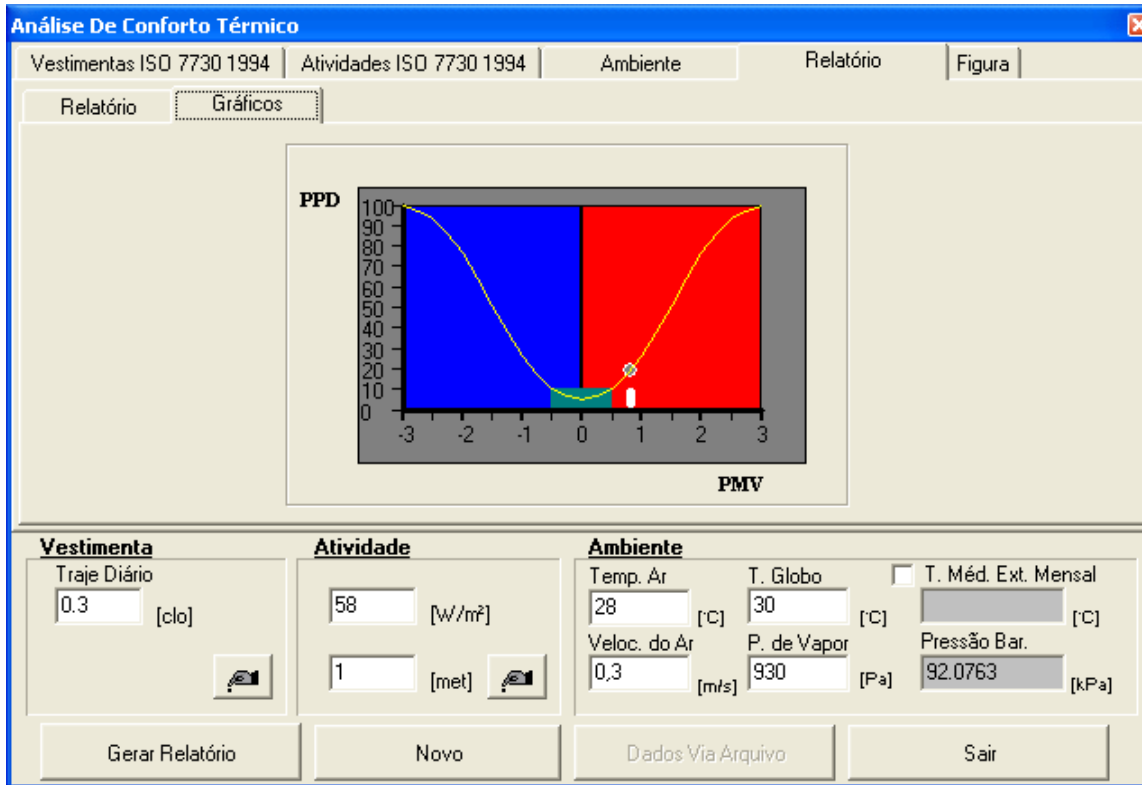 Análise De Conforto Térmico
Vestimentas ISO 7730 1994 Atividades ISO 7730 1994 Ambiente Relatório Figura
Relatório Gráficos
PPD
100
90
80
70
60
50
40
30
20
10
0
-3 -2 -1 0 1 2 3
PMV
Vestimenta Atividade Ambiente
Traje Diário Temp. Ar T. Globo T. Méd. Ext. Mensal
0.3 [clo] 58 [W/m²] 28 [°C] 30 [°C] [°C]
Veloc. do Ar P. de Vapor Pressão Bar.
1 [met] 0,3 [m/s] 930 [Pa] 92.0763 [kPa]
Gerar Relatório Novo Dados Via Arquivo Sair